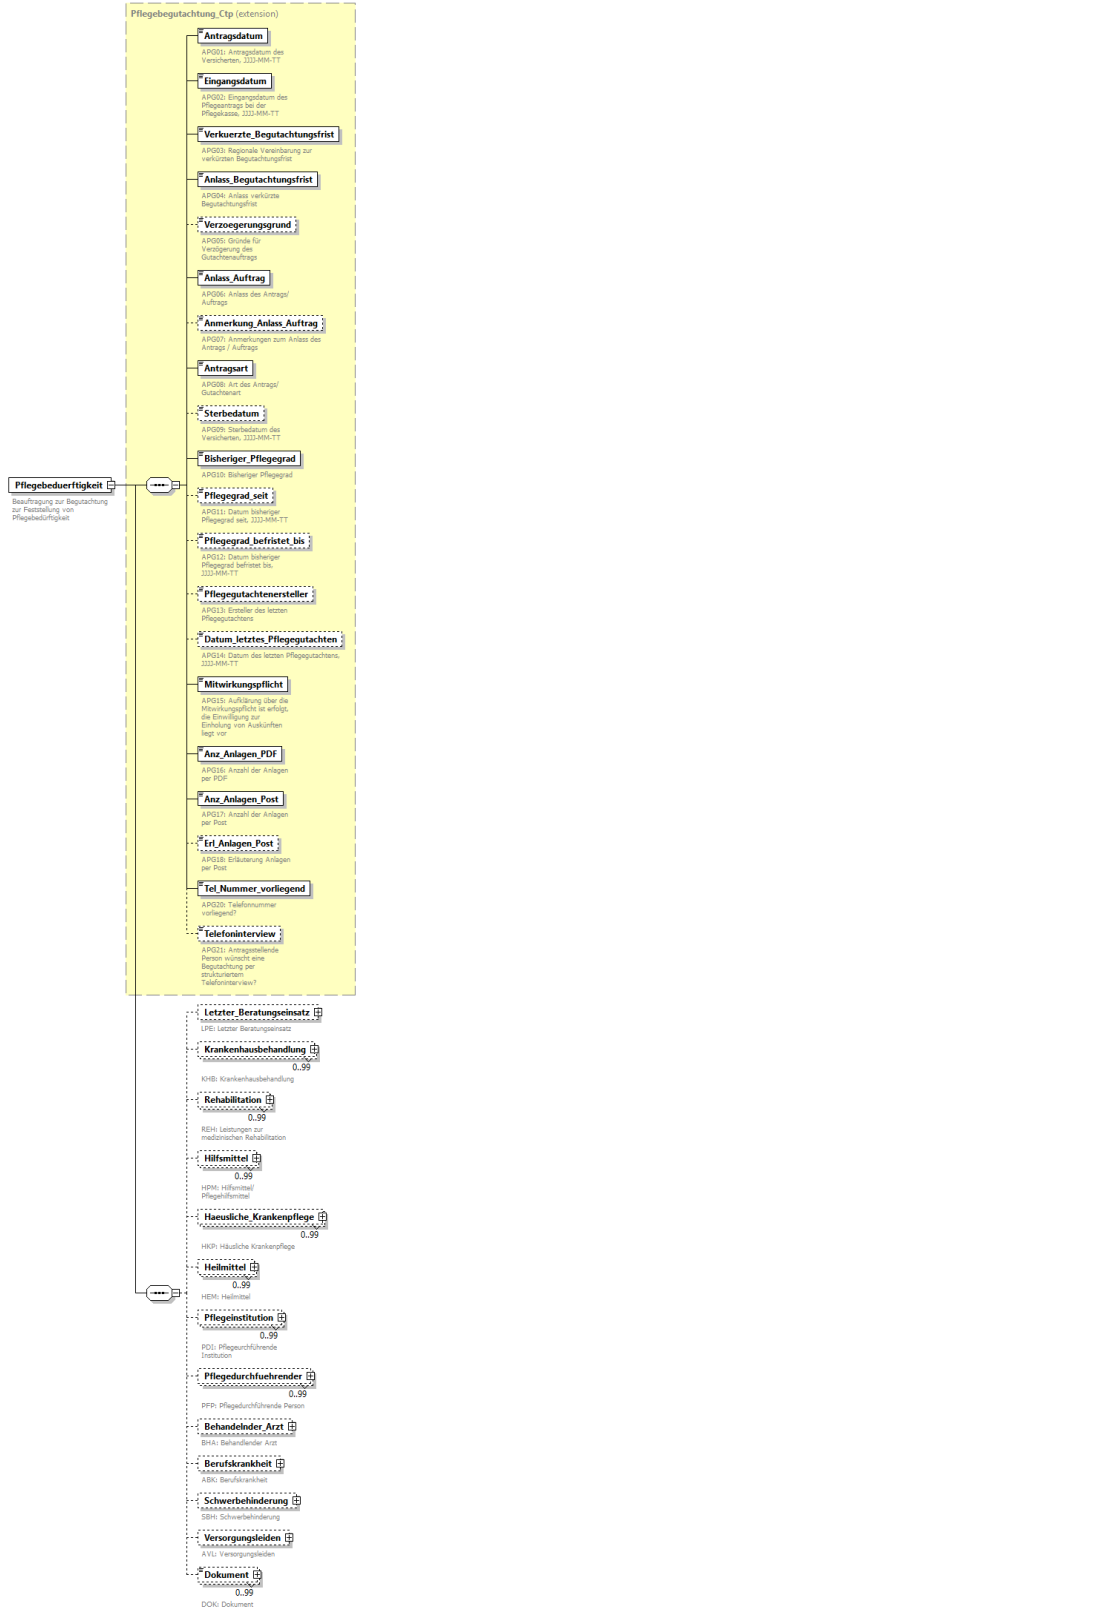 Pflegebegutachtung_Ctp (extension)
Antragsdatum
APG01: Antragsdatum des
Versicherten, JJJJ-MM-TT
Eingangsdatum
APG02: Eingangsdatum des
Pflegeantrags bei der
Pflegekasse, JJJJ-MM-TT
Verkuerzte_Begutachtungsfrist
APG03: Regionale Vereinbarung zur
verkürzten Begutachtungsfrist
Anlass_Begutachtungsfrist
APG04: Anlass verkürzte
Begutachtungsfrist
Verzoegerungsgrund
APG05: Gründe für
Verzögerung des
Gutachtenauftrags
Anlass_Auftrag
APG06: Anlass des Antrags/
Auftrags
Anmerkung_Anlass_Auftrag
APG07: Anmerkungen zum Anlass des
Antrags / Auftrags
Antragsart
APG08: Art des Antrags/
Gutachtenart
Sterbedatum
APG09: Sterbedatum des
Versicherten, JJJJ-MM-TT
Bisheriger_Pflegegrad
APG10: Bisheriger Pflegegrad
Pflegebeduerftigkeit
Beauftragung zur Begutachtung
zur Feststellung von
Pflegebedürftigkeit
Pflegegrad_seit
APG11: Datum bisheriger
Pflegegrad seit, JJJJ-MM-TT
Pflegegrad_befristet_bis
APG12: Datum bisheriger
Pflegegrad befristet bis,
JJJJ-MM-TT
Pflegegutachtenersteller
APG13: Ersteller des letzten
Pflegegutachtens
Datum_letztes_Pflegegutachten
APG14: Datum des letzten Pflegegutachtens,
JJJJ-MM-TT
Mitwirkungspflicht
APG15: Aufklärung über die
Mitwirkungspflicht ist erfolgt,
die Einwilligung zur
Einholung von Auskünften
liegt vor
Anz_Anlagen_PDF
APG16: Anzahl der Anlagen
per PDF
Anz_Anlagen_Post
APG17: Anzahl der Anlagen
per Post
Erl_Anlagen_Post
APG18: Erläuterung Anlagen
per Post
Tel_Nummer_vorliegend
APG20: Telefonnummer
vorliegend?
Telefoninterview
APG21: Antragsstellende
Person wünscht eine
Begutachtung per
strukturiertem
Telefoninterview?
Letzter_Beratungseinsatz
LPE: Letzter Beratungseinsatz
Krankenhausbehandlung
0..99
KHB: Krankenhausbehandlung
Rehabilitation
0..99
REH: Leistungen zur
medizinischen Rehabilitation
Hilfsmittel
0..99
HPM: Hilfsmittel/
Pflegehilfsmittel
Haeusliche_Krankenpflege
0..99
HKP: Häusliche Krankenpflege
Heilmittel
0..99
HEM: Heilmittel
Pflegeinstitution
0..99
PDI: Pflegeurchführende
Institution
Pflegedurchfuehrender
0..99
PFP: Pflegedurchführende Person
Behandelnder_Arzt
BHA: Behandlender Arzt
Berufskrankheit
ABK: Berufskrankheit
Schwerbehinderung
SBH: Schwerbehinderung
Versorgungsleiden
AVL: Versorgungsleiden
Dokument
0..99
DOK: Dokument